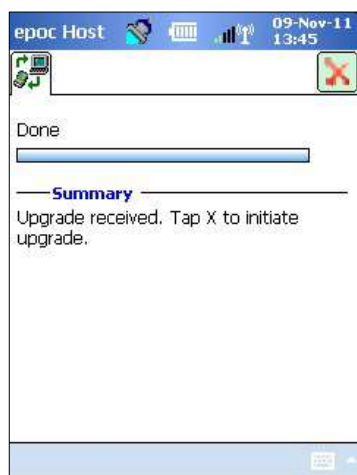 epoc Host
09-Nov-11
13:45
Done
Summary
Upgrade received. Tap X to initiate
upgrade.